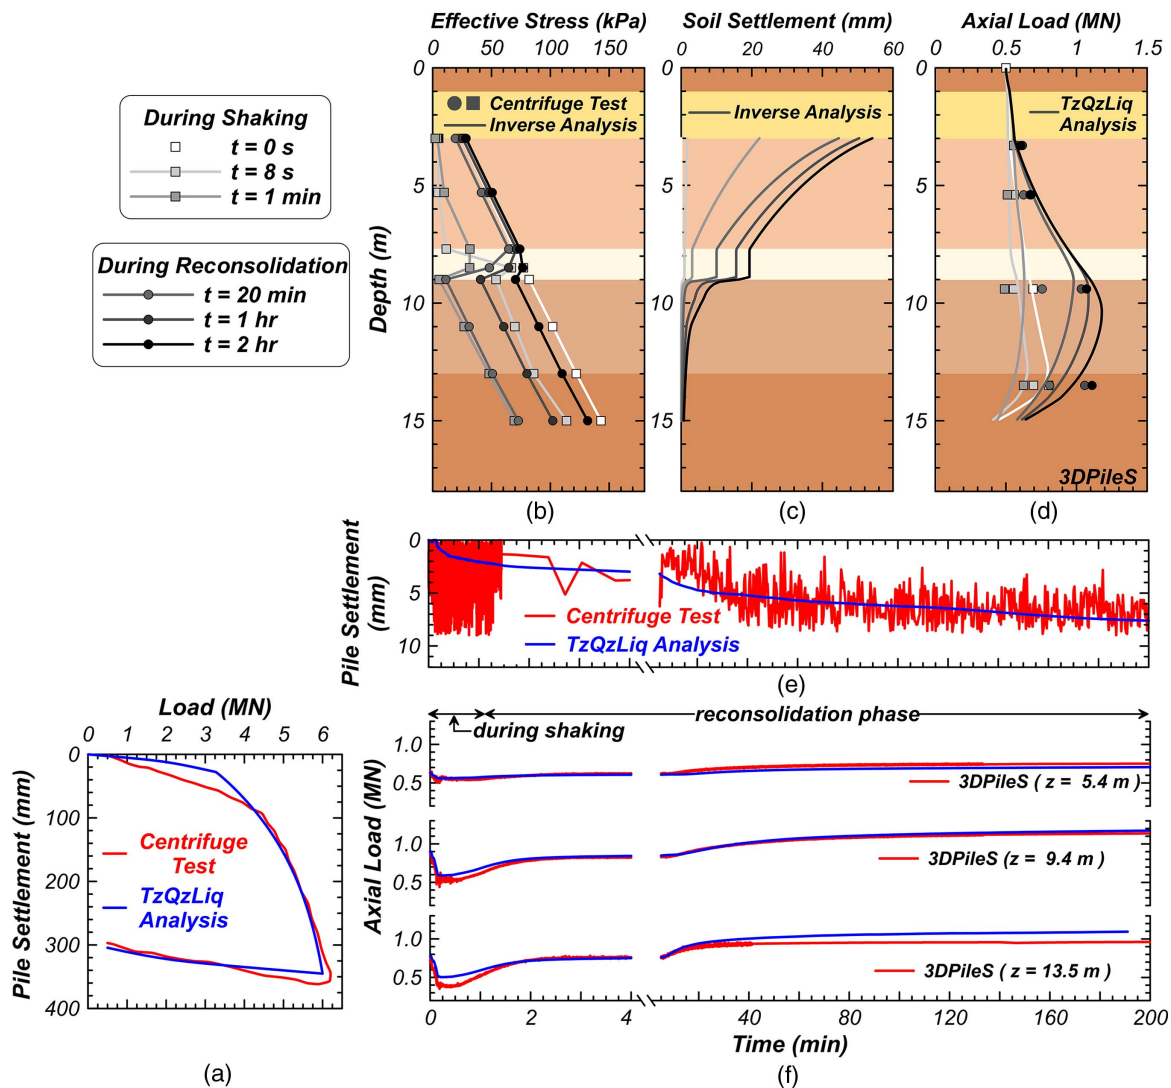 Effective Stress (kPa)
0 50 100 150
Soil Settlement (mm)
0 20 40 60
Axial Load (MN)
0 0.5 1 1.5
During Shaking
t = 0 s
t = 8 s
t = 1 min
During Reconsolidation
t = 20 min
t = 1 hr
t = 2 hr
Depth (m)
0
5
10
15
Centrifuge Test
Inverse Analysis
(b)
0
5
10
15
Inverse Analysis
(c)
0
5
10
15
TzQzLiq
Analysis
3DPileS
(d)
Pile Settlement
(mm)
0
5
10
Centrifuge Test
TzQzLiq Analysis
(e)
Load (MN)
0 1 2 3 4 5 6
Pile Settlement (mm)
0
100
200
300
400
Centrifuge
Test
TzQzLiq
Analysis
(a)
during shaking
reconsolidation phase
Axial Load (MN)
1.0
0.5
3DPileS ( z = 5.4 m )
1.0
0.5
3DPileS (z = 9.4 m )
1.0
0.5
3DPileS (z = 13.5 m )
0 2 4 40 80 120 160 200
Time (min)
(f)